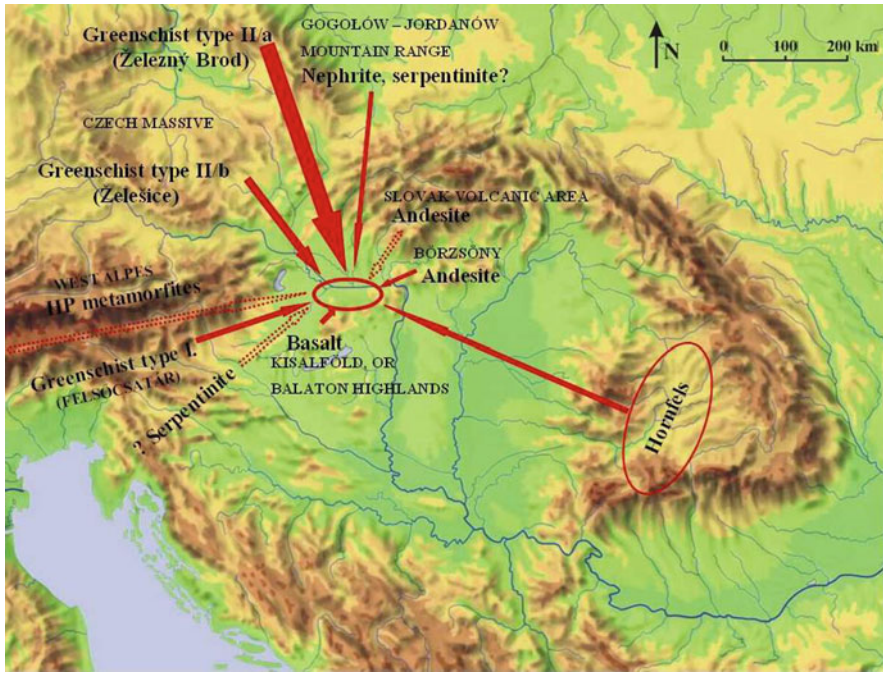 Greenschist type II/a
(Železný Brod)
GOGOLÓW – JORDANÓW
MOUNTAIN RANGE
Nephrite, serpentinite?
N
0 100 200 km
CZECH MASSIVE
Greenschist type II/b
(Želešice)
SLOVAK VOLCANIC AREA
Andesite
BÖRZSÖNY
Andesite
WEST ALPES
HP metamorfites
Greenschist type I.
(FELSŐCSATÁR)
? Serpentinite
Basalt
KISALFÖLD, OR
BALATON HIGHLANDS
Hornfels